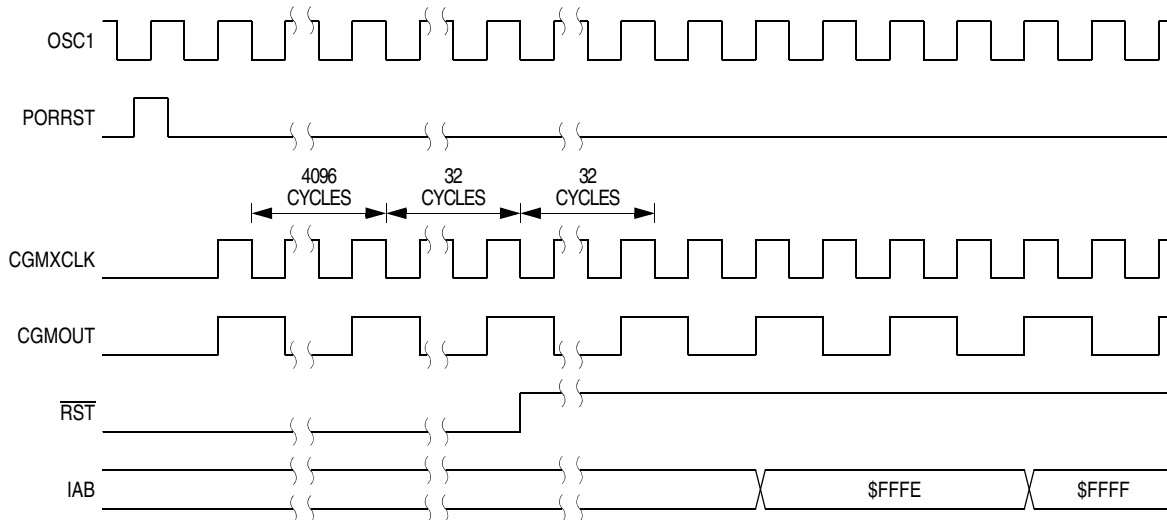 OSC1
PORRST
4096
CYCLES
32
CYCLES
32
CYCLES
CGMXCLK
CGMOUT
RST
IAB
$FFFE
$FFFF